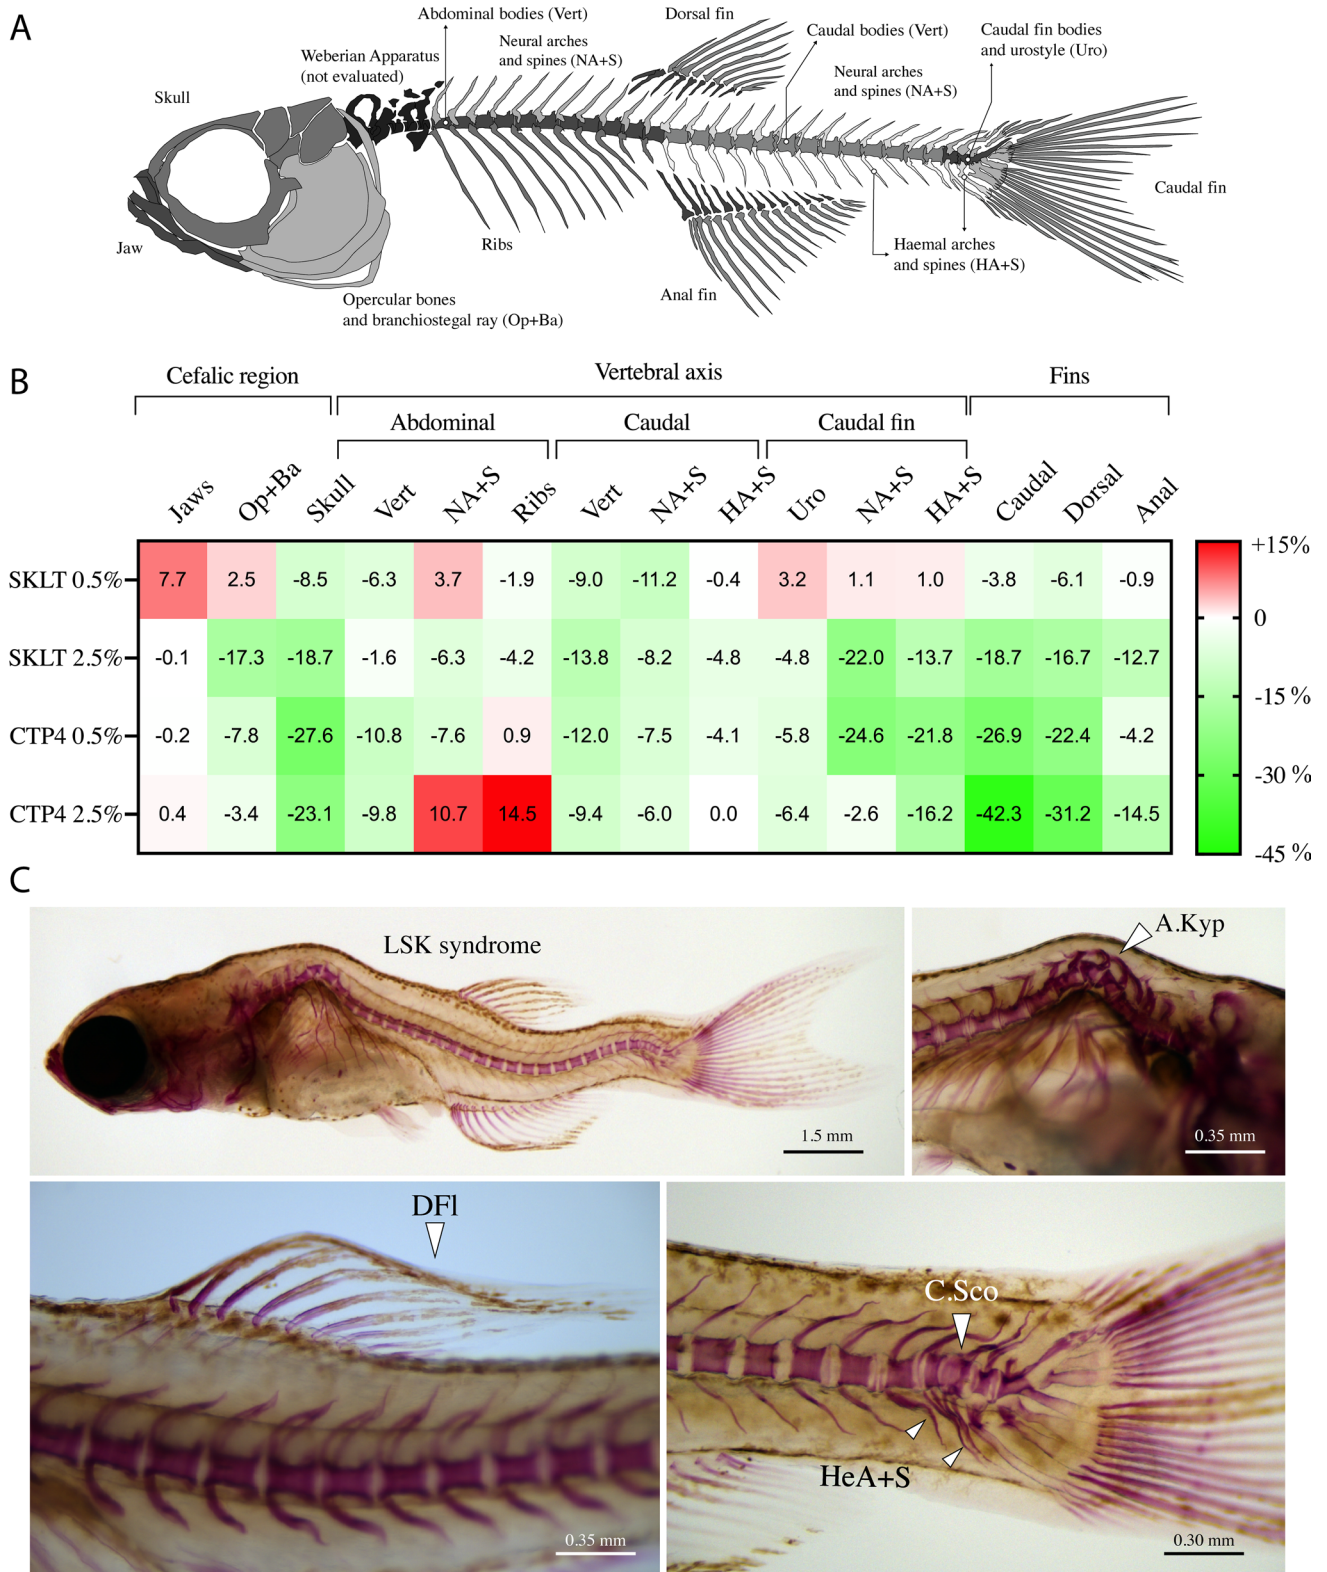 A
Abdominal bodies (Vert)
Dorsal fin
Weberian Apparatus
(not evaluated)
Neural arches
and spines (NA+S)
Caudal bodies (Vert)
Caudal fin bodies
and urostyle (Uro)
Neural arches
and spines (NA+S)
Skull
Caudal fin
Jaw
Ribs
Haemal arches
and spines (HA+S)
Anal fin
Opercular bones
and branchiostegal ray (Op+Ba)
B
Cefalic region
Vertebral axis
Fins
Abdominal
Caudal
Caudal fin
Jaws Op+Ba Skull Vert NA+S Ribs Vert NA+S HA+S Uro NA+S HA+S Caudal Dorsal Anal
SKLT 0.5% 7.7 2.5 -8.5 -6.3 3.7 -1.9 -9.0 -11.2 -0.4 3.2 1.1 1.0 -3.8 -6.1 -0.9
SKLT 2.5% -0.1 -17.3 -18.7 -1.6 -6.3 -4.2 -13.8 -8.2 -4.8 -4.8 -22.0 -13.7 -18.7 -16.7 -12.7
CTP4 0.5% -0.2 -7.8 -27.6 -10.8 -7.6 0.9 -12.0 -7.5 -4.1 -5.8 -24.6 -21.8 -26.9 -22.4 -4.2
CTP4 2.5% 0.4 -3.4 -23.1 -9.8 10.7 14.5 -9.4 -6.0 0.0 -6.4 -2.6 -16.2 -42.3 -31.2 -14.5
+15%
0
-15 %
-30 %
-45 %
C
LSK syndrome
1.5 mm
A.Kyp
0.35 mm
DFl
0.35 mm
C.Sco
HeA+S
0.30 mm